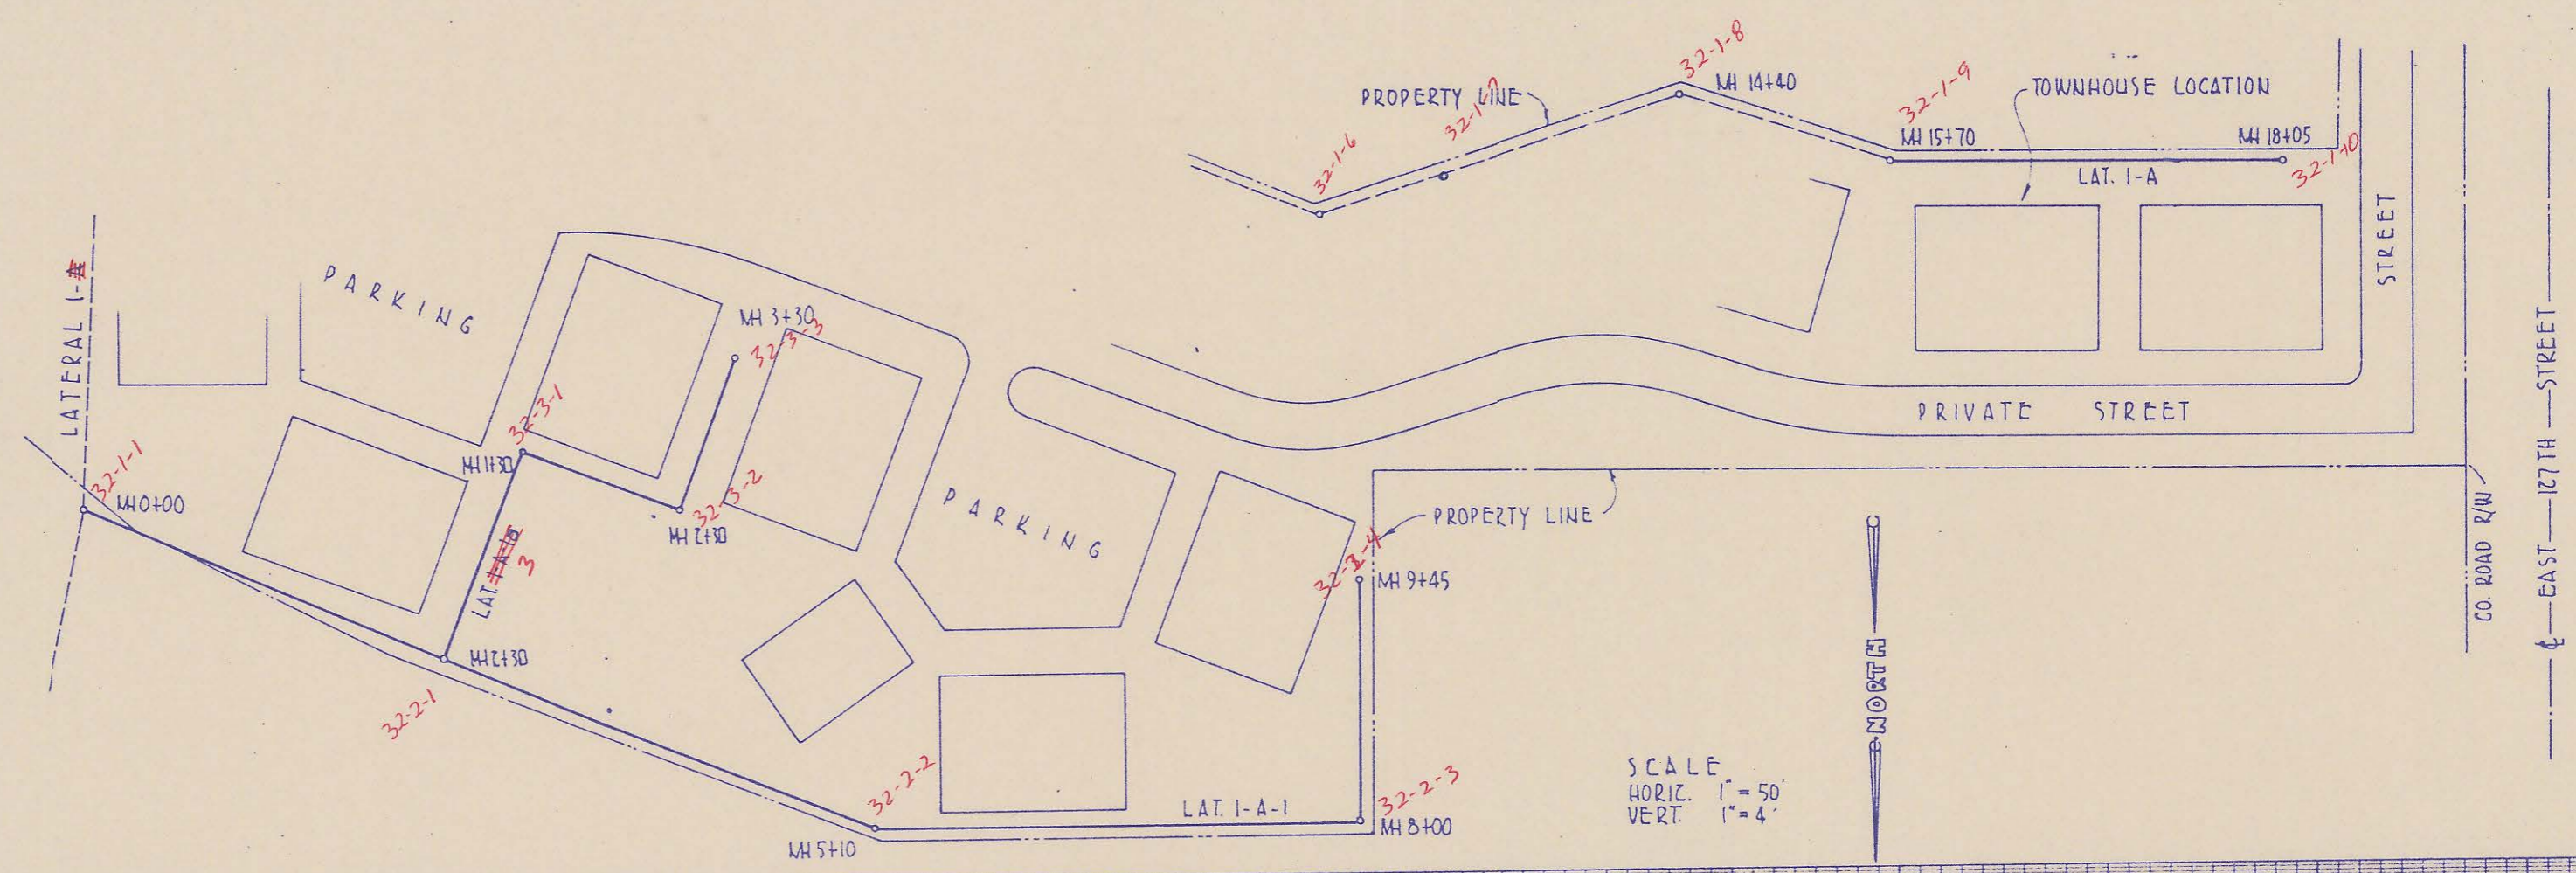 32-1-8
PROPERTY LINE
MH 14+40
32-1-7
32-1-9
TOWNHOUSE LOCATION
32-1-6
MH 15+70
MH 18+05
32-1-10
LAT. 1-A
STREET
LATERAL 1-
PARKING
MH 3+30
32-3-3
32-3-1
MH 1+30
32-3-2
MH 2+30
32-1-1
MH 0+00
LAT.
3
PARKING
PRIVATE STREET
PROPERTY LINE
32-2-4
MH 9+45
CO. ROAD R/W
℄ EAST 127TH STREET
MH 2+30
32-2-1
NORTH
32-2-2
LAT. 1-A-1
32-2-3
MH 8+00
MH 5+10
SCALE
HORIZ. 1" = 50'
VERT. 1" = 4'